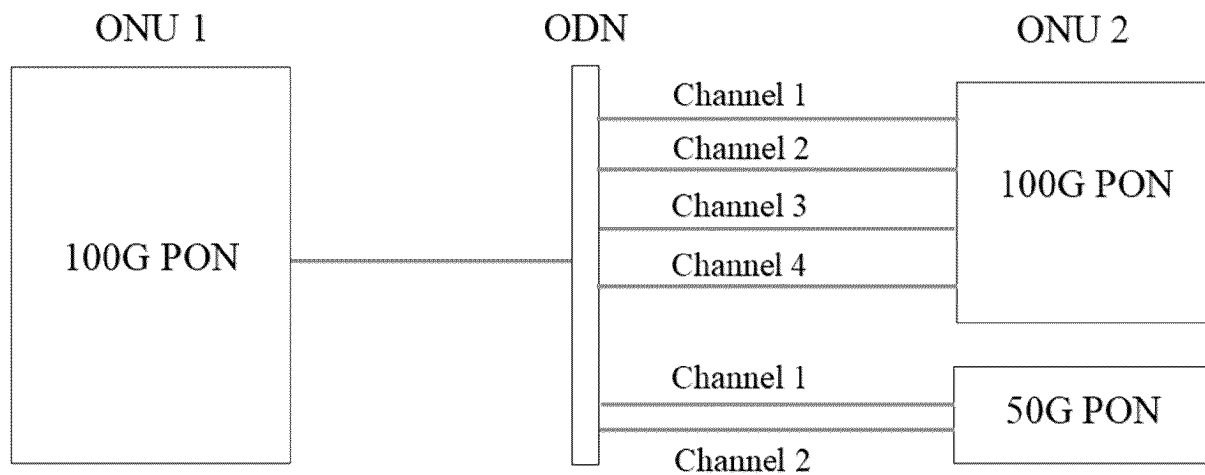 ONU 1 ODN ONU 2
Channel 1
Channel 2
100G PON
Channel 3
100G PON
Channel 4
Channel 1
50G PON
Channel 2